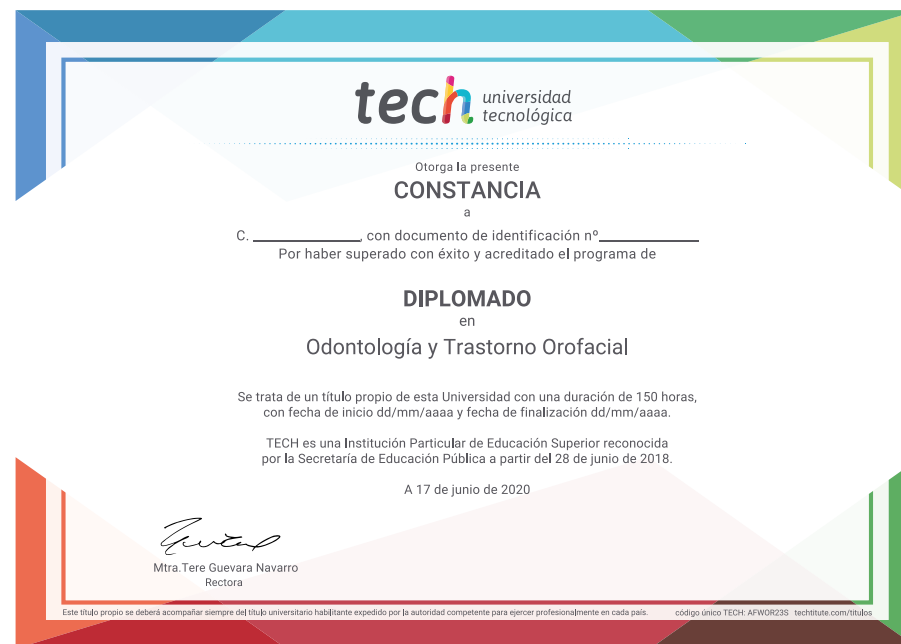 tech universidad
tecnológica
Otorga la presente
CONSTANCIA
a
C. ____________, con documento de identificación nº____________
Por haber superado con éxito y acreditado el programa de
DIPLOMADO
en
Odontología y Trastorno Orofacial
Se trata de un título propio de esta Universidad con una duración de 150 horas,
con fecha de inicio dd/mm/aaaa y fecha de finalización dd/mm/aaaa.
TECH es una Institución Particular de Educación Superior reconocida
por la Secretaría de Educación Pública a partir del 28 de junio de 2018.
A 17 de junio de 2020
Mtra.Tere Guevara Navarro
Rectora
Este título propio se deberá acompañar siempre del título universitario habilitante expedido por la autoridad competente para ejercer profesionalmente en cada país. código único TECH: AFWOR23S techtitute.com/titulos